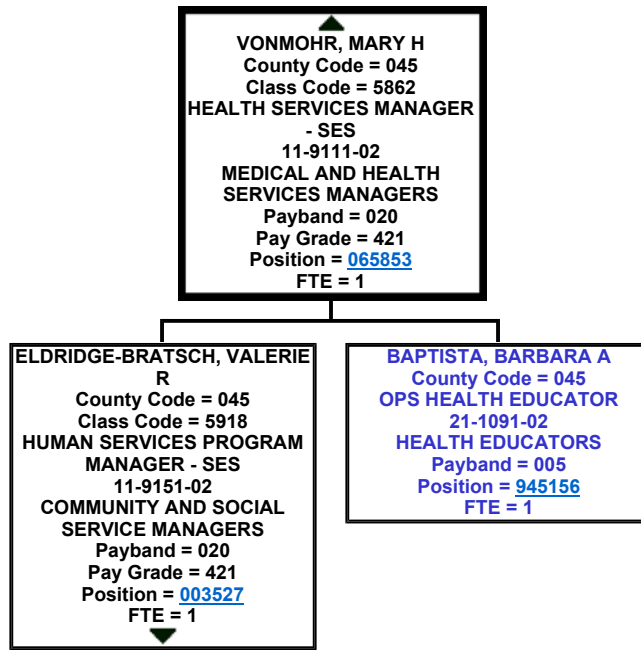 VONMOHR, MARY H
County Code = 045
Class Code = 5862
HEALTH SERVICES MANAGER
- SES
11-9111-02
MEDICAL AND HEALTH
SERVICES MANAGERS
Payband = 020
Pay Grade = 421
Position = 065853
FTE = 1
ELDRIDGE-BRATSCH, VALERIE
R
County Code = 045
Class Code = 5918
HUMAN SERVICES PROGRAM
MANAGER - SES
11-9151-02
COMMUNITY AND SOCIAL
SERVICE MANAGERS
Payband = 020
Pay Grade = 421
Position = 003527
FTE = 1
BAPTISTA, BARBARA A
County Code = 045
OPS HEALTH EDUCATOR
21-1091-02
HEALTH EDUCATORS
Payband = 005
Position = 945156
FTE = 1